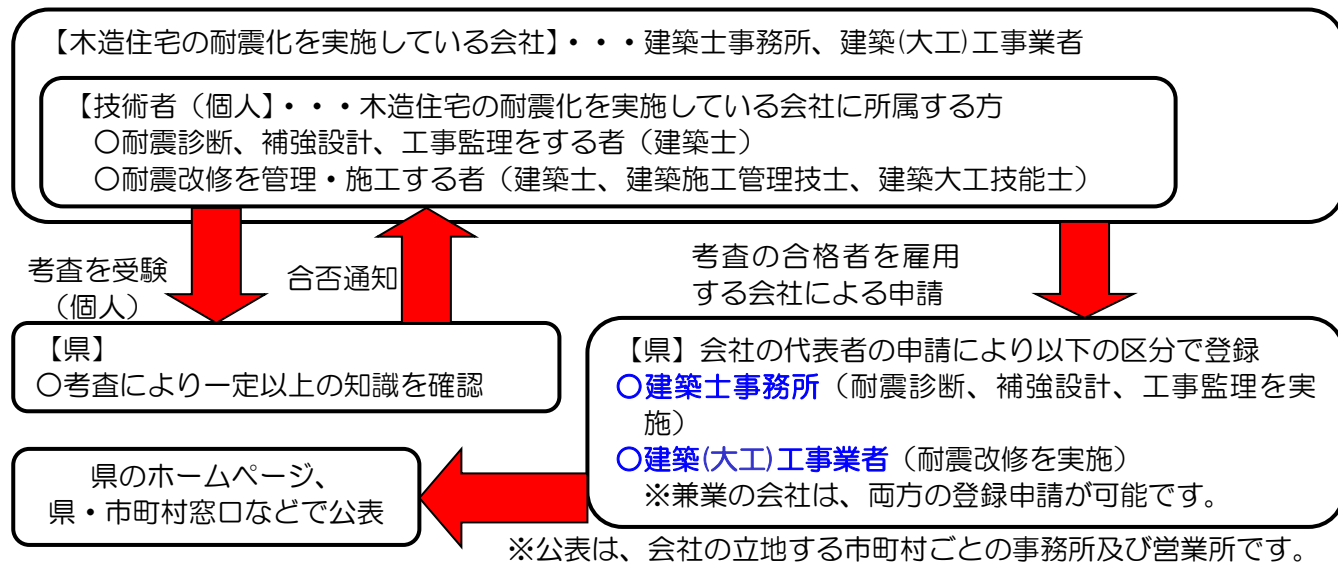 【木造住宅の耐震化を実施している会社】・・・建築士事務所、建築(大工)工事業者
【技術者（個人）】・・・木造住宅の耐震化を実施している会社に所属する方
〇耐震診断、補強設計、工事監理をする者（建築士）
〇耐震改修を管理・施工する者（建築士、建築施工管理技士、建築大工技能士）
考査を受験
（個人）
合否通知
考査の合格者を雇用
する会社による申請
【県】
〇考査により一定以上の知識を確認
【県】会社の代表者の申請により以下の区分で登録
〇建築士事務所（耐震診断、補強設計、工事監理を実
施）
〇建築(大工)工事業者（耐震改修を実施）
※兼業の会社は、両方の登録申請が可能です。
県のホームページ、
県・市町村窓口などで公表
※公表は、会社の立地する市町村ごとの事務所及び営業所です。